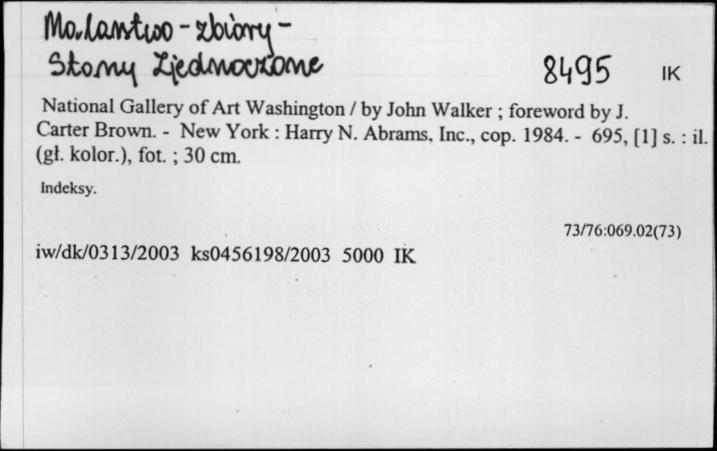 Malarstwo - zbiory -
Stany Zjednoczone
8495 IK
National Gallery of Art Washington / by John Walker ; foreword by J.
Carter Brown. - New York : Harry N. Abrams, Inc., cop. 1984. - 695, [1] s. : il.
(gł. kolor.), fot. ; 30 cm.
Indeksy.
73/76:069.02(73)
iw/dk/0313/2003 ks0456198/2003 5000 IK